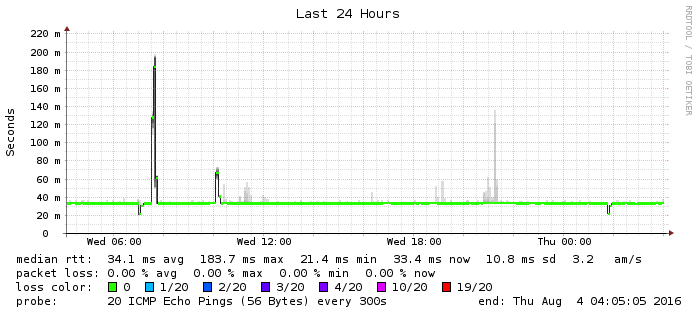 Last 24 Hours
RRDTOOL / TOBI OETIKER
Seconds
220 m
200 m
180 m
160 m
140 m
120 m
100 m
80 m
60 m
40 m
20 m
0
Wed 06:00 Wed 12:00 Wed 18:00 Thu 00:00
median rtt: 34.1 ms avg 183.7 ms max 21.4 ms min 33.4 ms now 10.8 ms sd 3.2 am/s
packet loss: 0.00 % avg 0.00 % max 0.00 % min 0.00 % now
loss color: 0 1/20 2/20 3/20 4/20 10/20 19/20
probe: 20 ICMP Echo Pings (56 Bytes) every 300s end: Thu Aug 4 04:05:05 2016